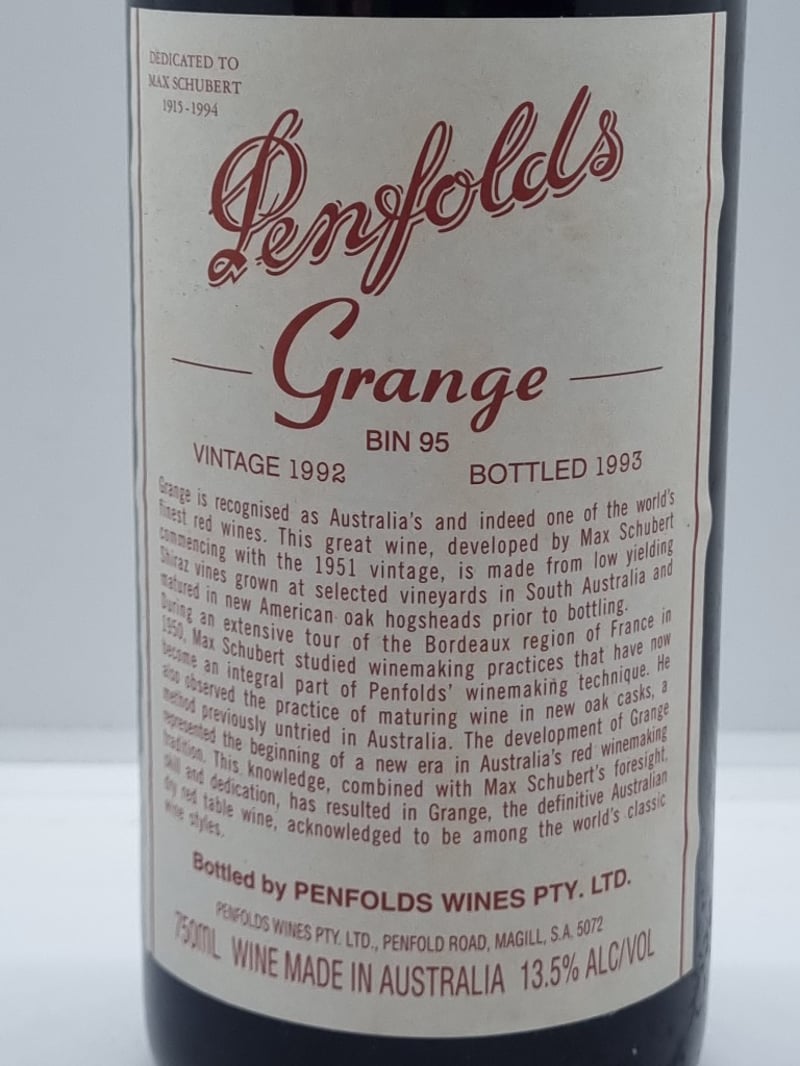 DEDICATED TO
MAX SCHUBERT
1915-1994
Penfolds
Grange
BIN 95
VINTAGE 1992 BOTTLED 1993
Grange is recognised as Australia's and indeed one of the world's
finest red wines. This great wine, developed by Max Schubert
commencing with the 1951 vintage, is made from low yielding
Shiraz vines grown at selected vineyards in South Australia and
matured in new American oak hogsheads prior to bottling.
During an extensive tour of the Bordeaux region of France in
1950, Max Schubert studied winemaking practices that have now
become an integral part of Penfolds' winemaking technique. He
also observed the practice of maturing wine in new oak casks, a
method previously untried in Australia. The development of Grange
represented the beginning of a new era in Australia's red winemaking
tradition. This knowledge, combined with Max Schubert's foresight,
skill and dedication, has resulted in Grange, the definitive Australian
dry red table wine, acknowledged to be among the world's classic
wine styles.
Bottled by PENFOLDS WINES PTY. LTD.
PENFOLDS WINES PTY. LTD., PENFOLD ROAD, MAGILL, S.A. 5072
750mL WINE MADE IN AUSTRALIA 13.5% ALC/VOL